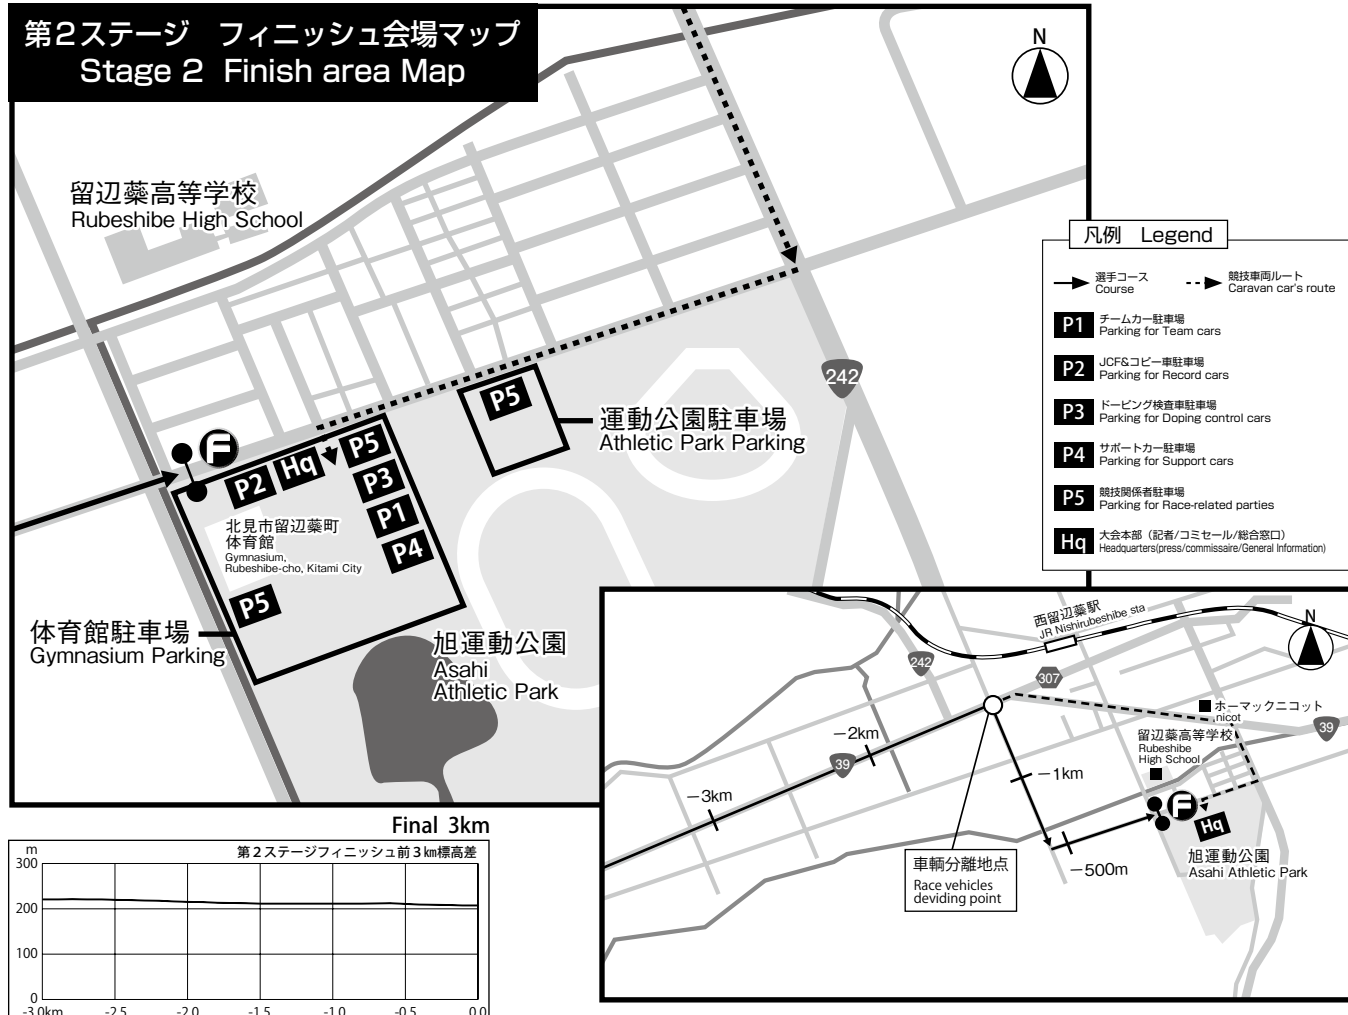 第2ステージ　フィニッシュ会場マップ
Stage 2 Finish area Map
N
留辺蘂高等学校
Rubeshibe High School
凡例 Legend
選手コース
Course
競技車両ルート
Caravan car's route
P1
チームカー駐車場
Parking for Team cars
P2
JCF&コピー車駐車場
Parking for Record cars
P3
ドーピング検査車駐車場
Parking for Doping control cars
P4
サポートカー駐車場
Parking for Support cars
P5
競技関係者駐車場
Parking for Race-related parties
Hq
大会本部（記者/コミセール/総合窓口）
Headquarters(press/commissaire/General Information)
242
P5
運動公園駐車場
Athletic Park Parking
F
P2
Hq
P5
P3
P1
P4
北見市留辺蘂町
体育館
Gymnasium,
Rubeshibe-cho, Kitami City
P5
体育館駐車場
Gymnasium Parking
旭運動公園
Asahi
Athletic Park
西留辺蘂駅
JR Nishirubeshibe sta
N
242
307
ホーマックニコット
nicot
39
留辺蘂高等学校
Rubeshibe
High School
−2km
39
−1km
−3km
F
Hq
−500m
旭運動公園
Asahi Athletic Park
車輌分離地点
Race vehicles
deviding point
Final 3km
第2ステージフィニッシュ前3km標高差
m
300
200
100
0
-3.0km
-2.5
-2.0
-1.5
-1.0
-0.5
0.0